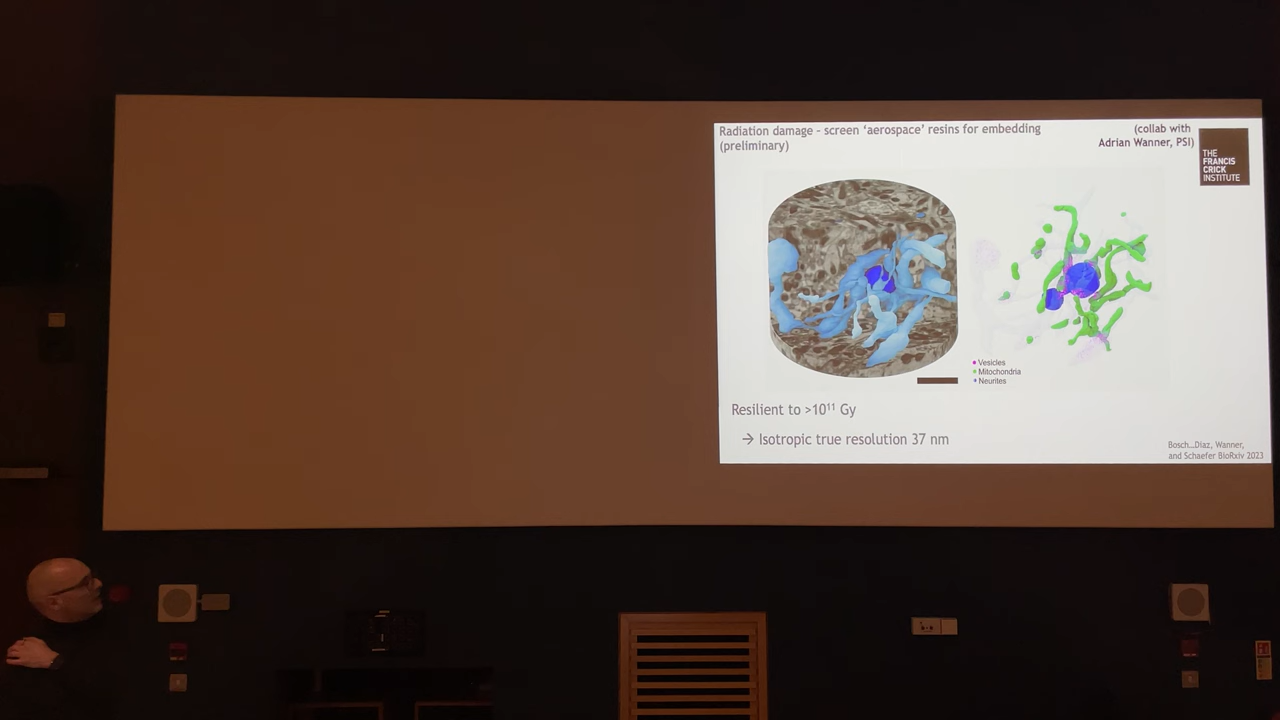 Radiation damage – screen ‘aerospace’ resins for embedding
(preliminary)
(collab with
Adrian Wanner, PSI)
THE
FRANCIS
CRICK
INSTITUTE
Vesicles
Mitochondria
Neurites
Resilient to >10¹¹ Gy
→ Isotropic true resolution 37 nm
Bosch…Diaz, Wanner,
and Schaefer BioRxiv 2023